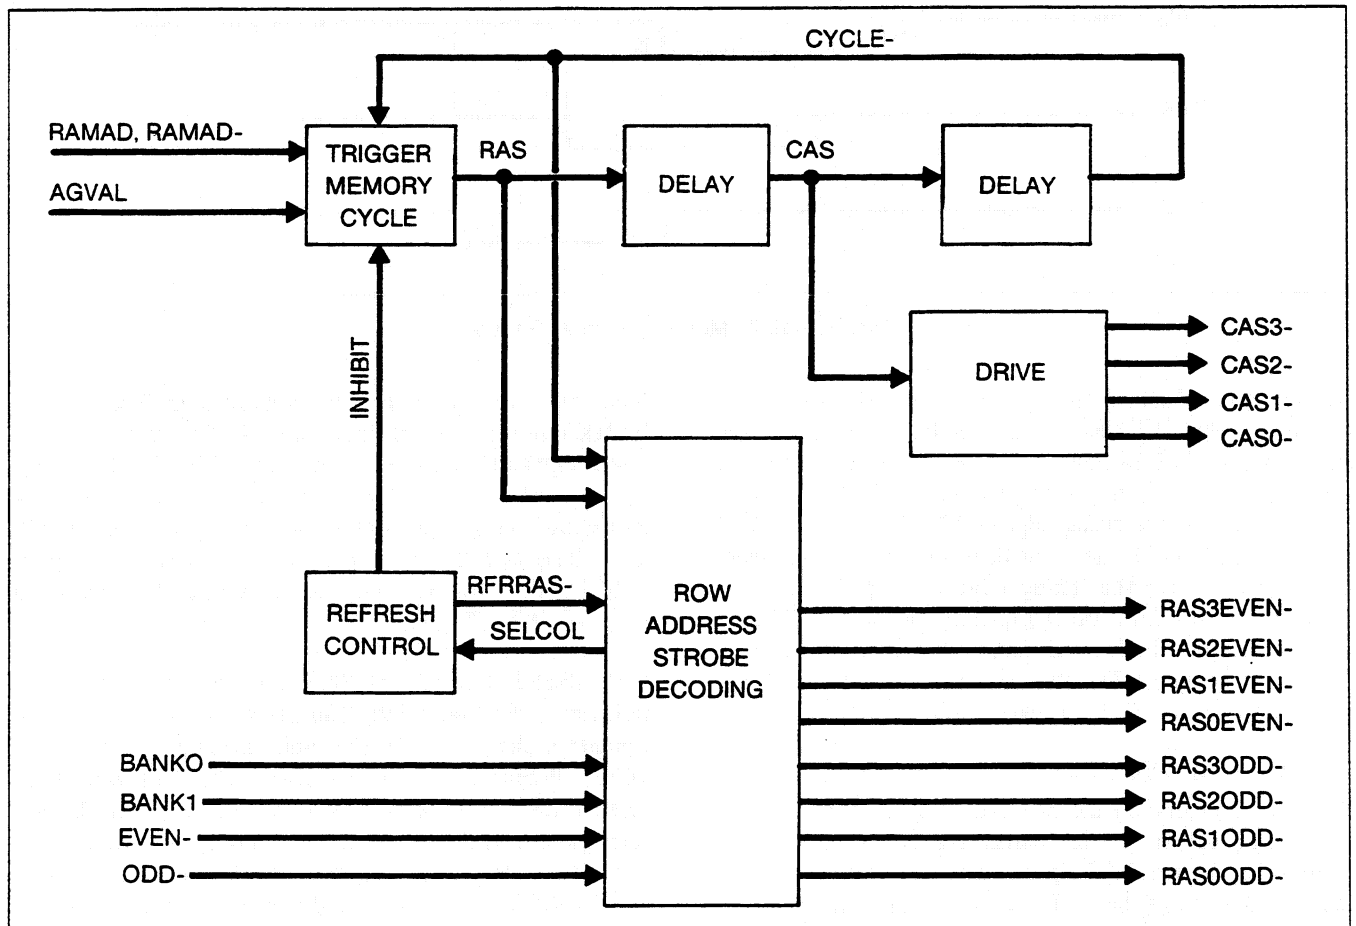 CYCLE-
RAMAD, RAMAD-
AGVAL
TRIGGER
MEMORY
CYCLE
RAS
DELAY
CAS
DELAY
INHIBIT
DRIVE
CAS3-
CAS2-
CAS1-
CAS0-
REFRESH
CONTROL
RFRRAS-
SELCOL
ROW
ADDRESS
STROBE
DECODING
BANKO
BANK1
EVEN-
ODD-
RAS3EVEN-
RAS2EVEN-
RAS1EVEN-
RAS0EVEN-
RAS3ODD-
RAS2ODD-
RAS1ODD-
RAS0ODD-